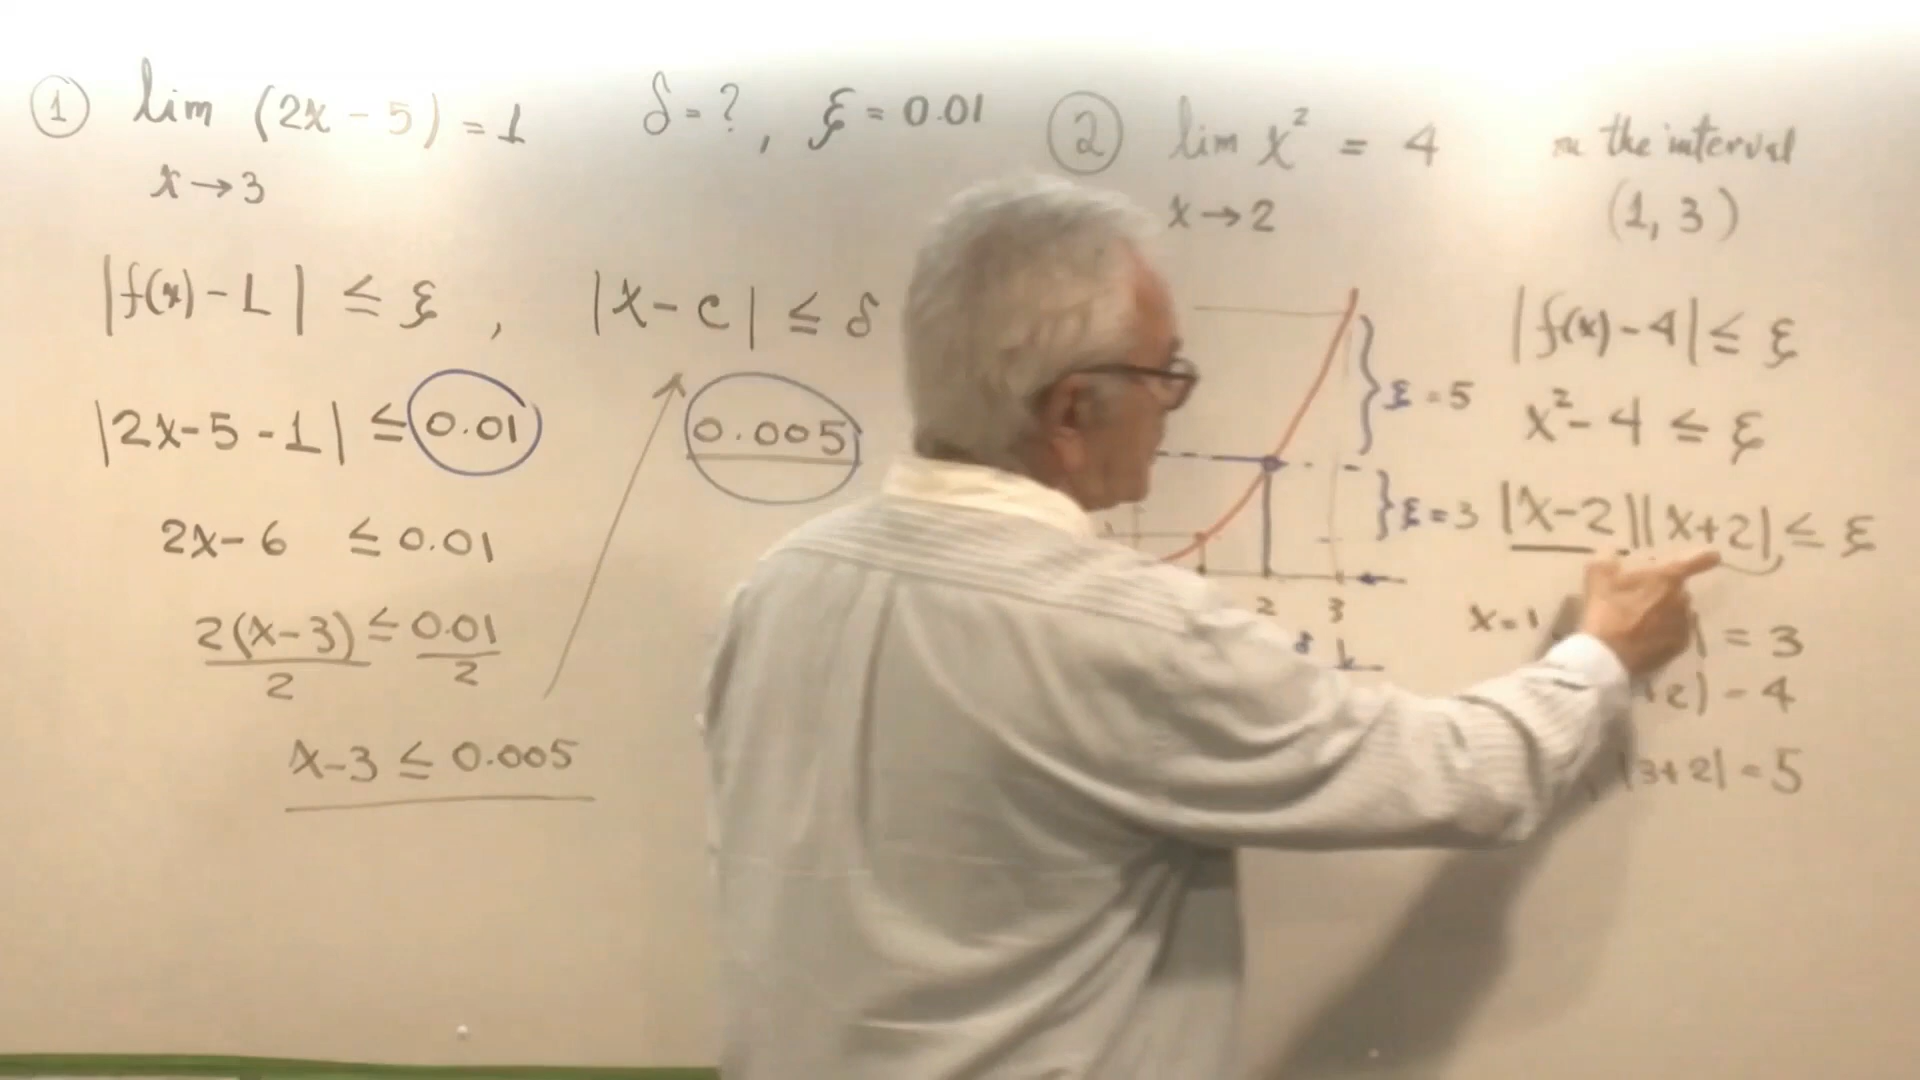 ① lim (2x - 5) = 1
x → 3
δ = ? , ξ = 0.01
|f(x) - L| ≤ ξ , |x - c| ≤ δ
|2x - 5 - 1| ≤ 0.01
0.005
2x - 6 ≤ 0.01
2(x - 3) ≤ 0.01
2 2
x - 3 ≤ 0.005
② lim x² = 4
x → 2
the interval
(1, 3)
ξ = 5
ξ = 3
2 3
δ
|f(x) - 4| ≤ ξ
x² - 4 ≤ ξ
|x - 2||x + 2| ≤ ξ
x = 1 | = 3
2) - 4
|3 + 2| = 5